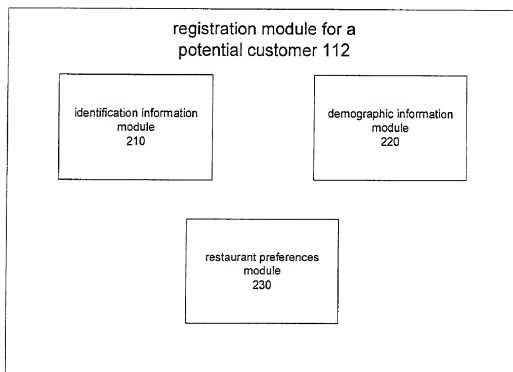 registration module for a
potential customer 112
identification information
module
210
demographic information
module
220
restaurant preferences
module
230